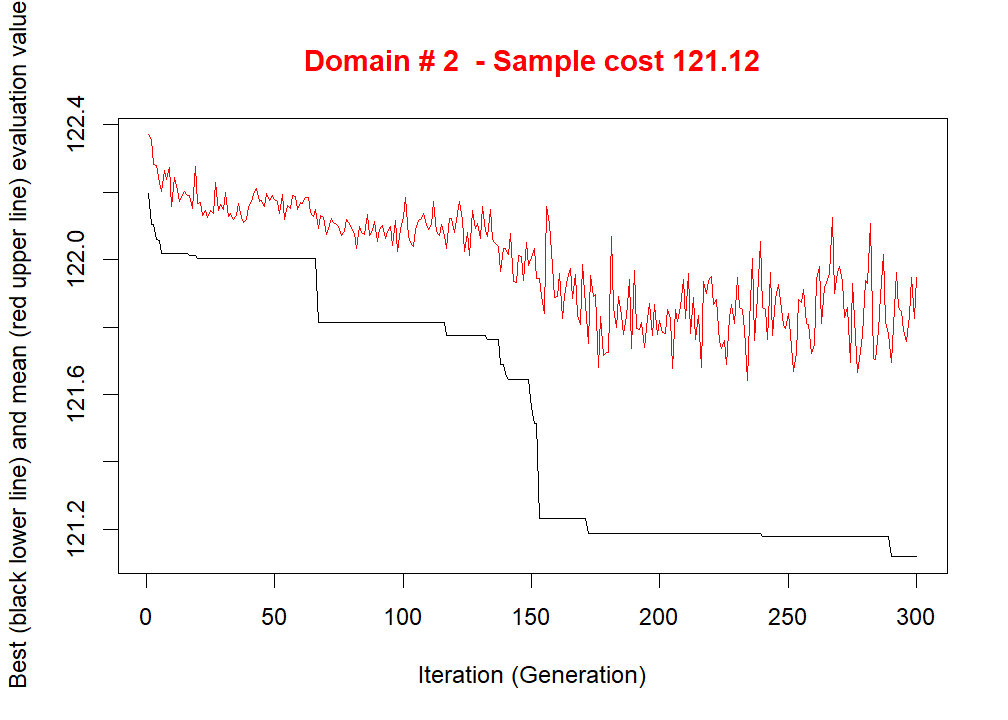 Domain # 2  - Sample cost 121.12
Best (black lower line) and mean (red upper line) evaluation value
122.4
122.0
121.6
121.2
0 50 100 150 200 250 300
Iteration (Generation)